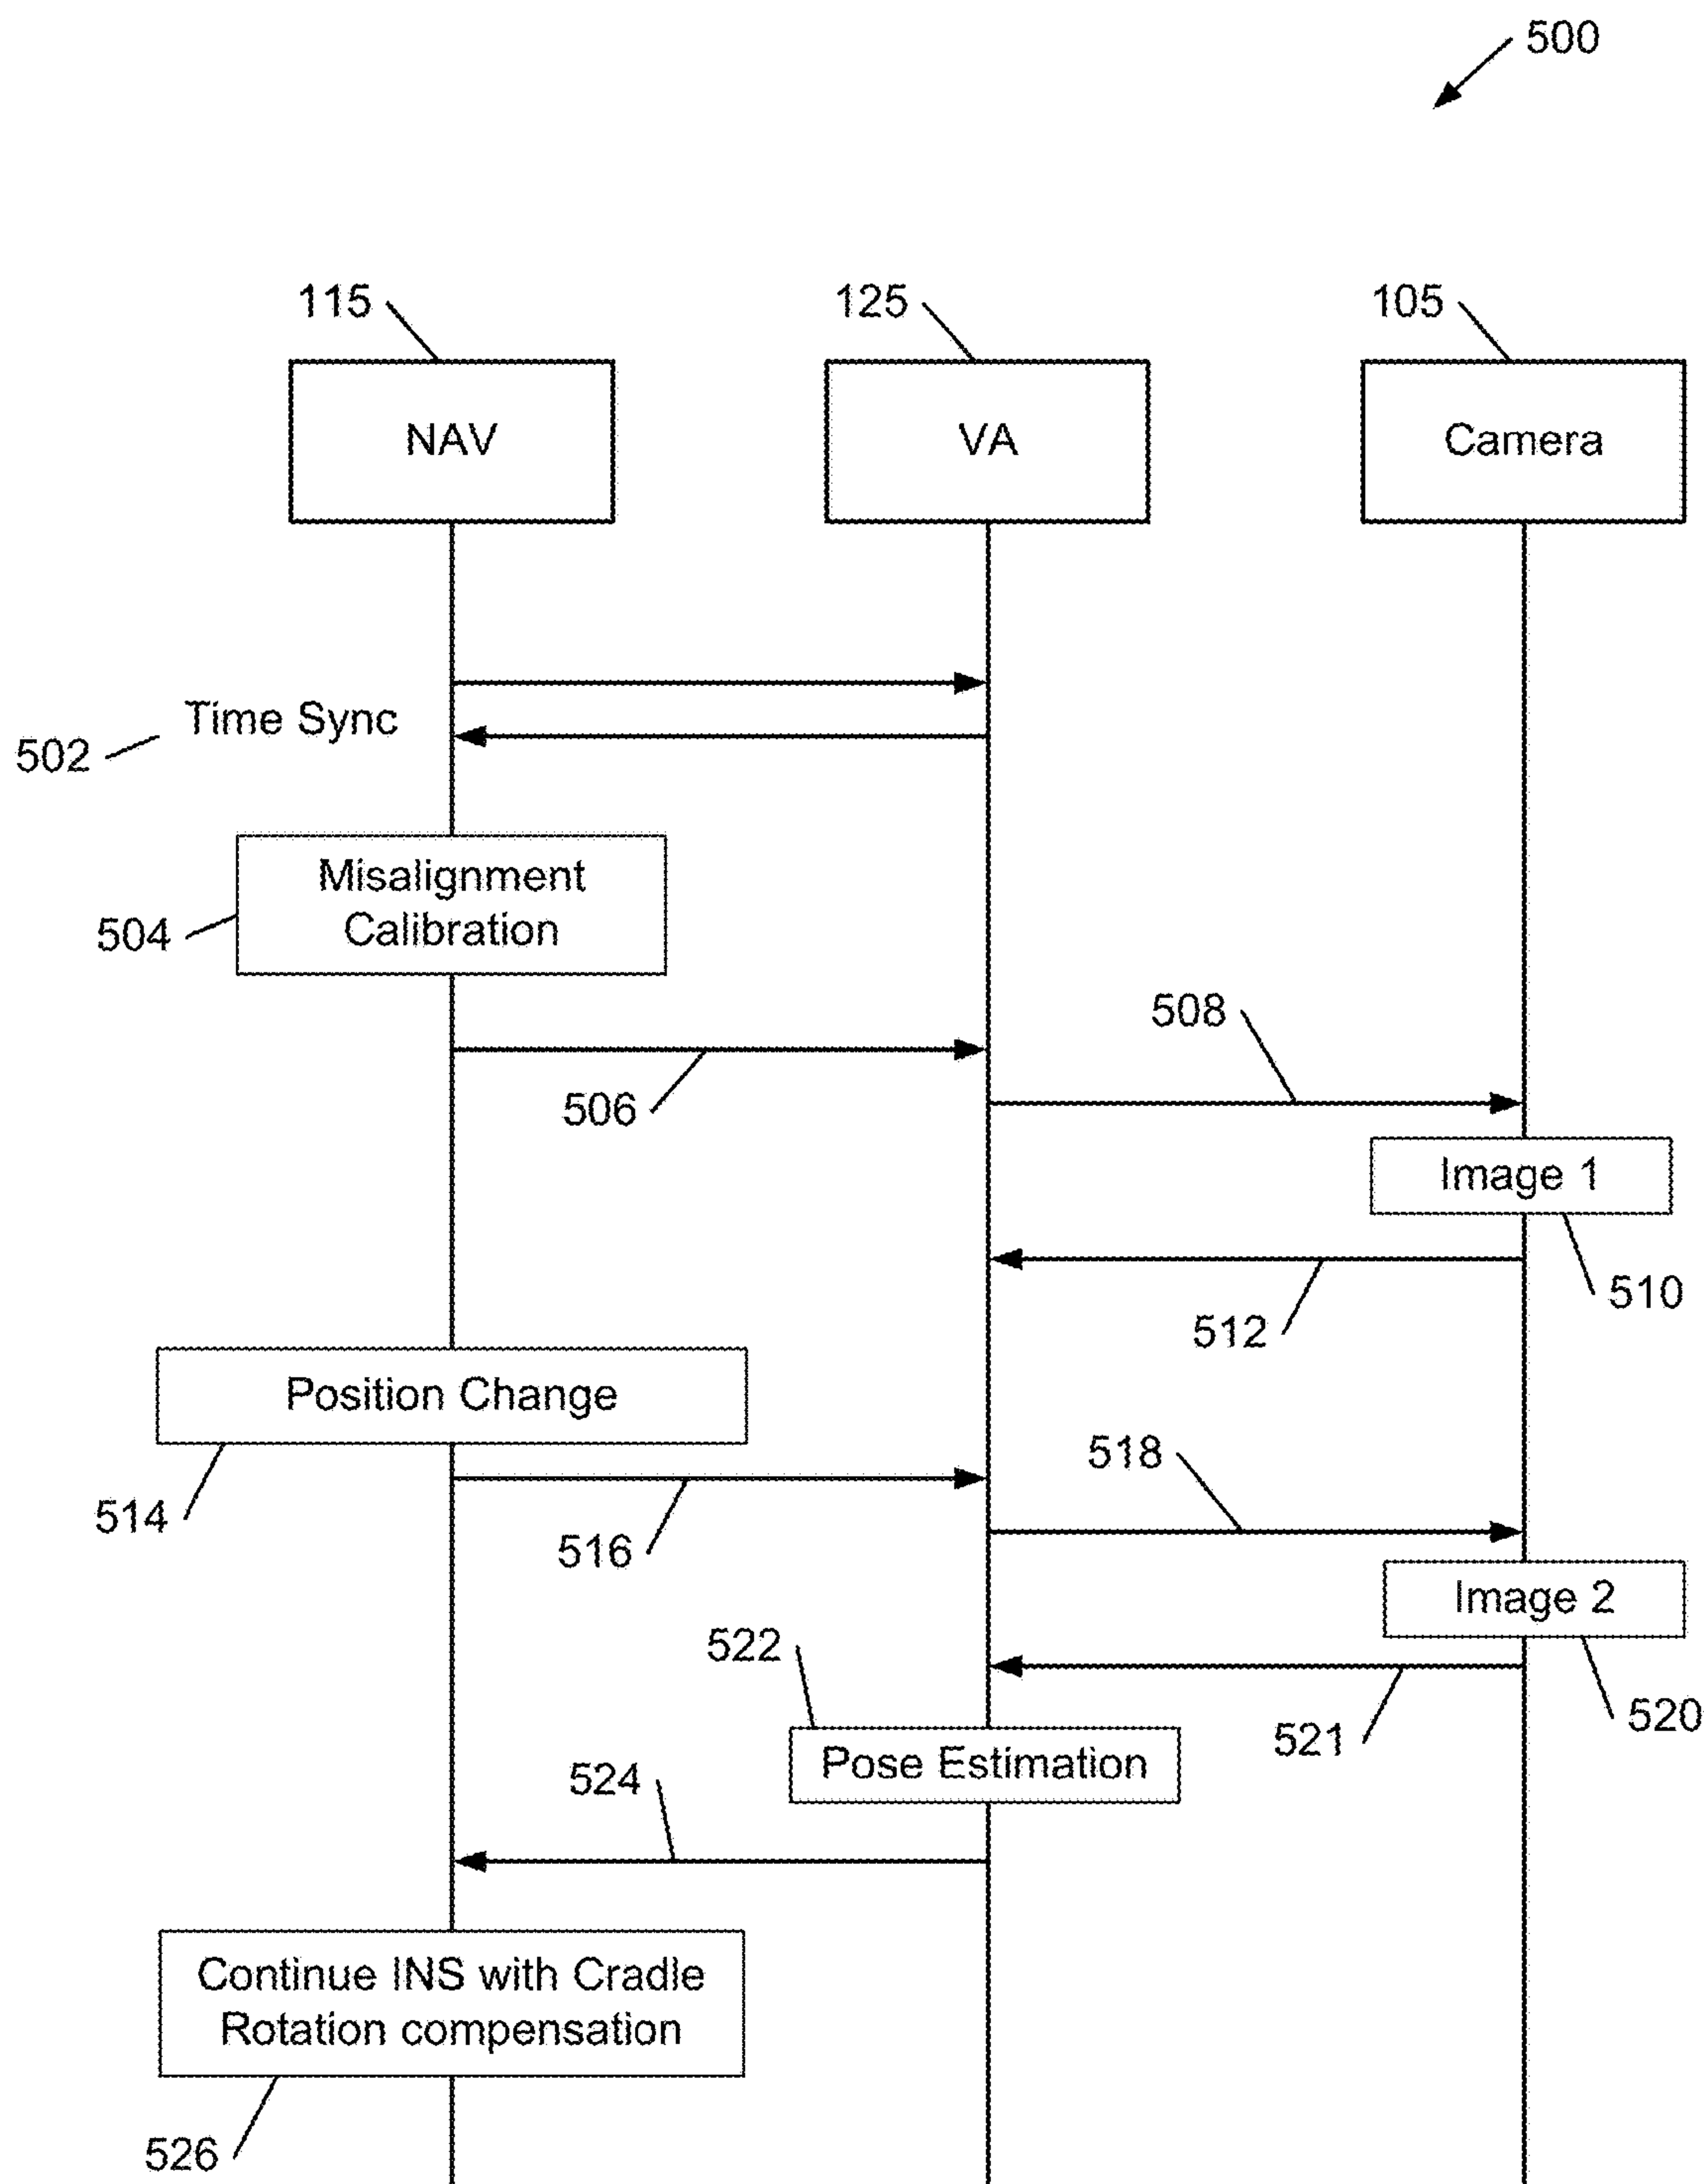 500
115
125
105
NAV
VA
Camera
Time Sync
502
Misalignment
Calibration
504
508
506
Image 1
510
512
Position Change
518
514
516
Image 2
522
520
521
Pose Estimation
524
Continue INS with Cradle
Rotation compensation
526